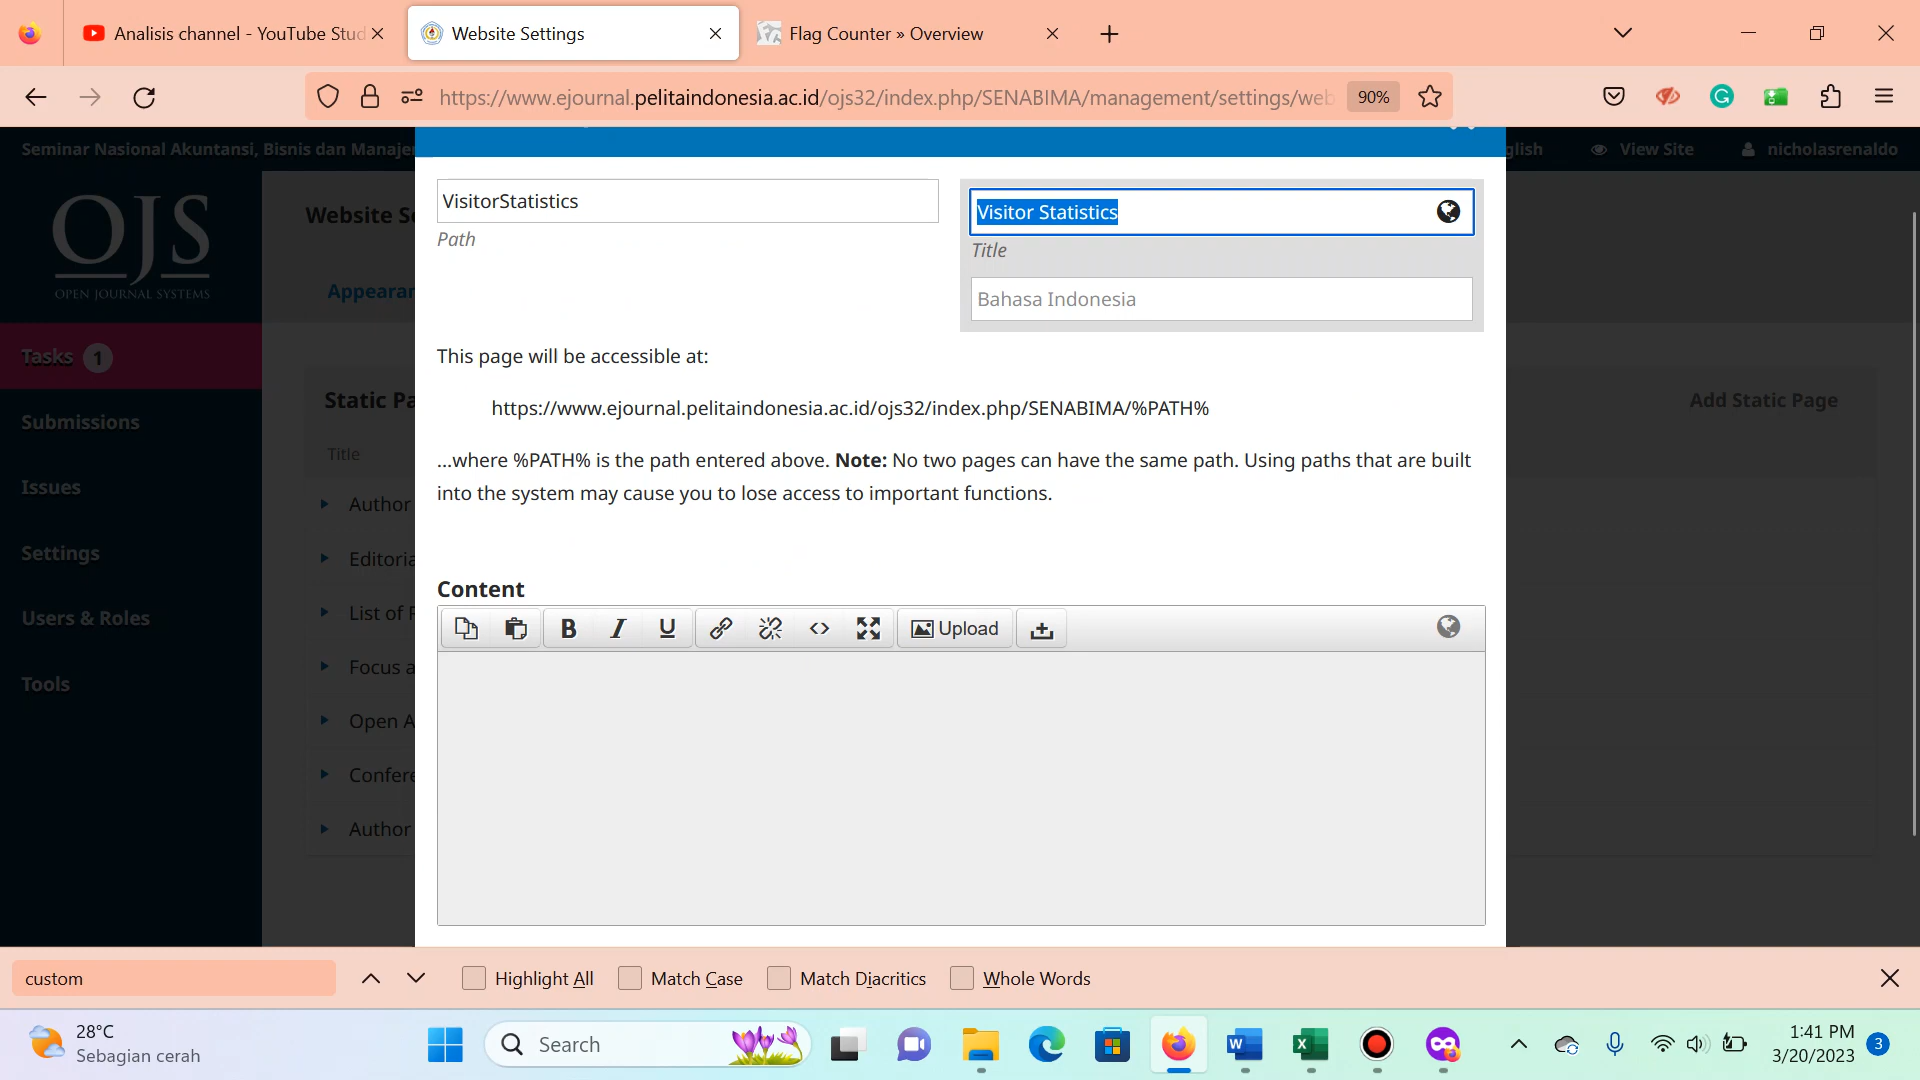 Analisis channel - YouTube Stud
Website Settings
Flag Counter » Overview
https://www.ejournal.pelitaindonesia.ac.id/ojs32/index.php/SENABIMA/management/settings/web
90%
Seminar Nasional Akuntansi, Bisnis dan Manajer
glish
View Site
nicholasrenaldo
OJS
OPEN JOURNAL SYSTEMS
Tasks 1
Submissions
Issues
Settings
Users & Roles
Tools
Website Se
Appearan
Static Pa
Add Static Page
Title
Author
Editoria
List of R
Focus a
Open A
Confere
Author
VisitorStatistics
Path
Visitor Statistics
Title
Bahasa Indonesia
This page will be accessible at:
https://www.ejournal.pelitaindonesia.ac.id/ojs32/index.php/SENABIMA/%PATH%
...where %PATH% is the path entered above. Note: No two pages can have the same path. Using paths that are built
into the system may cause you to lose access to important functions.
Content
B I U
Upload
custom
Highlight All
Match Case
Match Diacritics
Whole Words
28°C
Sebagian cerah
Search
1:41 PM
3/20/2023
3